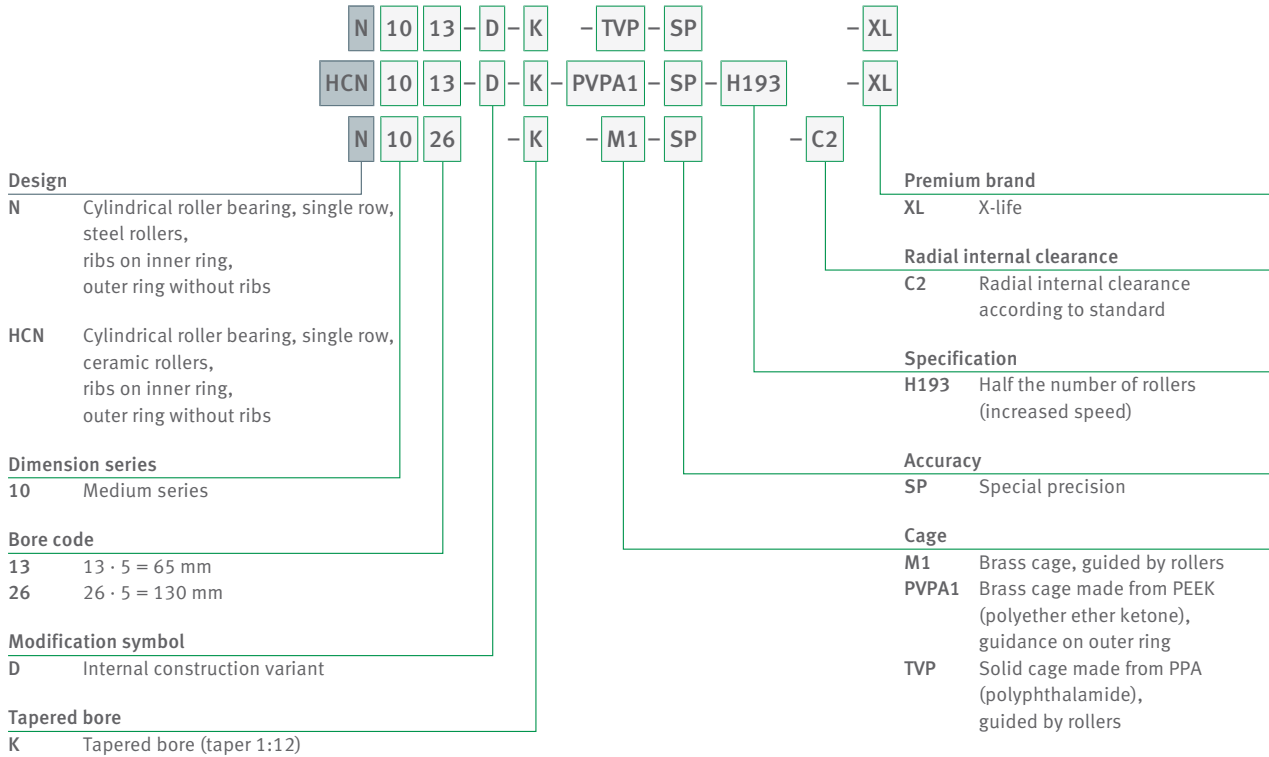 N 10 13 – D – K – TVP – SP – XL
HCN 10 13 – D – K – PVPA1 – SP – H193 – XL
N 10 26 – K – M1 – SP – C2
Design
N Cylindrical roller bearing, single row,
steel rollers,
ribs on inner ring,
outer ring without ribs
HCN Cylindrical roller bearing, single row,
ceramic rollers,
ribs on inner ring,
outer ring without ribs
Dimension series
10 Medium series
Bore code
13 13 · 5 = 65 mm
26 26 · 5 = 130 mm
Modification symbol
D Internal construction variant
Tapered bore
K Tapered bore (taper 1:12)
Premium brand
XL X-life
Radial internal clearance
C2 Radial internal clearance
according to standard
Specification
H193 Half the number of rollers
(increased speed)
Accuracy
SP Special precision
Cage
M1 Brass cage, guided by rollers
PVPA1 Brass cage made from PEEK
(polyether ether ketone),
guidance on outer ring
TVP Solid cage made from PPA
(polyphthalamide),
guided by rollers